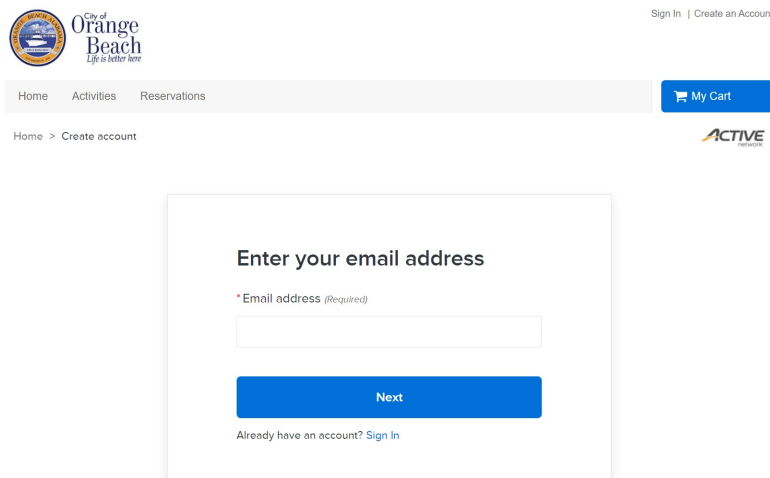 City of
Orange
Beach
Life is better here
Sign In | Create an Accoun
Home Activities Reservations
My Cart
Home > Create account
ACTIVE
network
Enter your email address
* Email address (Required)
Next
Already have an account? Sign In